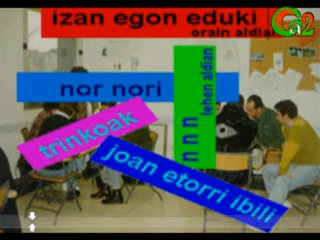 izan egon eduki
orain aldian
G2
nor nori
n n n
lehen aldian
trinkoak
joan etorri ibili